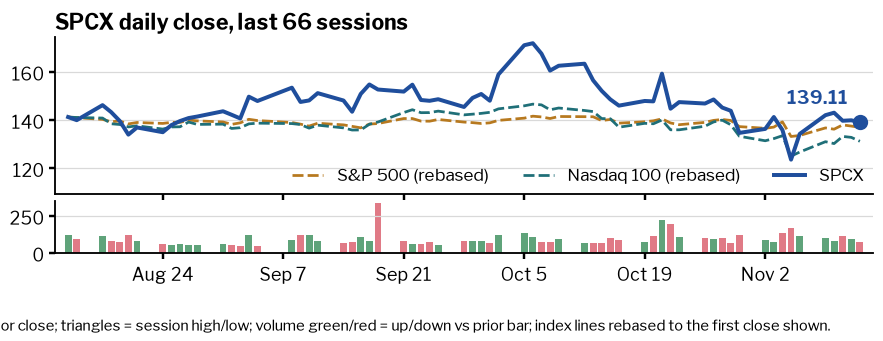 SPCX daily close, last 66 sessions
160
140
120
139.11
S&P 500 (rebased) Nasdaq 100 (rebased) SPCX
250
0
Aug 24 Sep 7 Sep 21 Oct 5 Oct 19 Nov 2
or close; triangles = session high/low; volume green/red = up/down vs prior bar; index lines rebased to the first close shown.